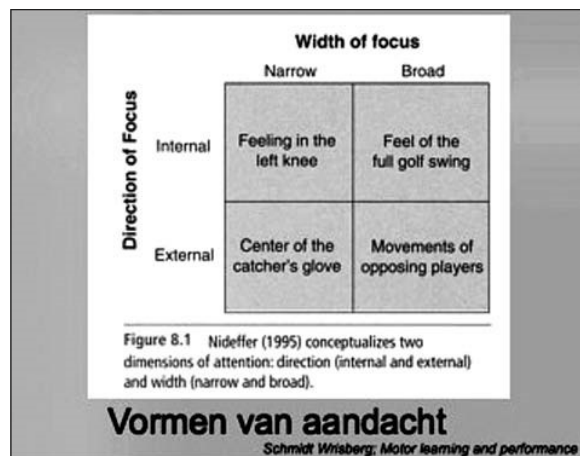 Width of focus
Narrow Broad
Direction of Focus
Internal
Feeling in the
left knee
Feel of the
full golf swing
External
Center of the
catcher's glove
Movements of
opposing players
Figure 8.1 Nideffer (1995) conceptualizes two
dimensions of attention: direction (internal and external)
and width (narrow and broad).
Vormen van aandacht
Schmidt Wrisberg; Motor learning and performance